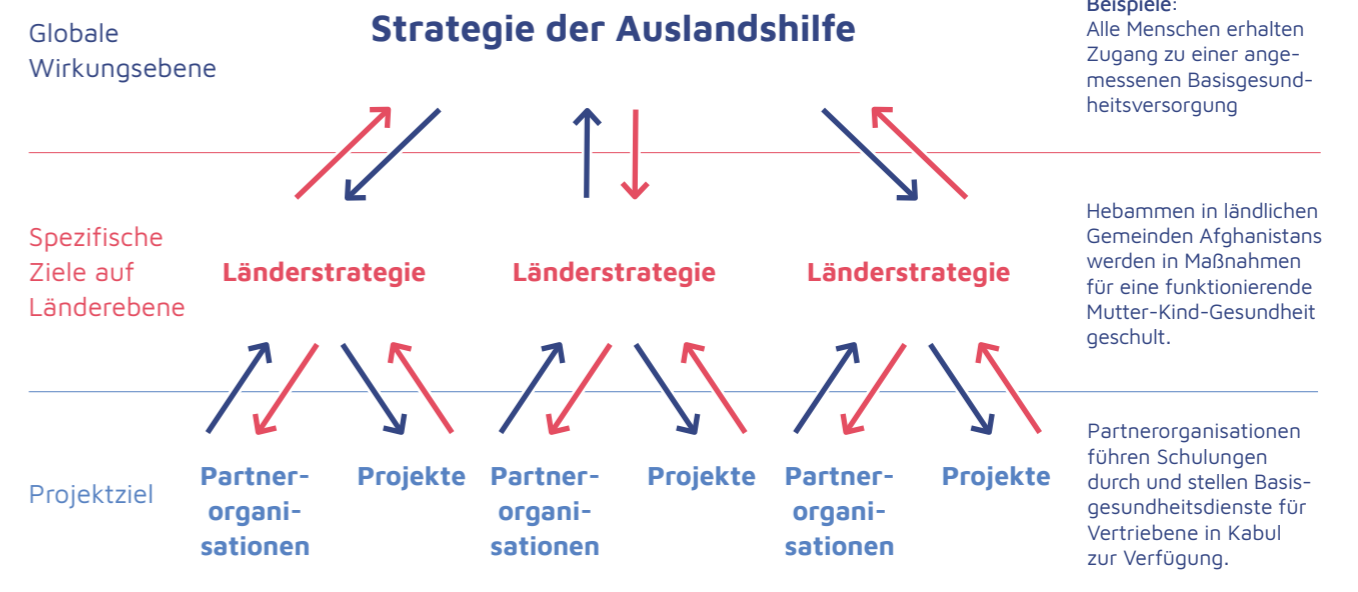 Globale
Wirkungsebene
Strategie der Auslandshilfe
Beispiele:
Alle Menschen erhalten
Zugang zu einer ange-
messenen Basisgesund-
heitsversorgung
Spezifische
Ziele auf
Länderebene
Länderstrategie
Länderstrategie
Länderstrategie
Hebammen in ländlichen
Gemeinden Afghanistans
werden in Maßnahmen
für eine funktionierende
Mutter-Kind-Gesundheit
geschult.
Projektziel
Partner-
organi-
sationen
Projekte
Partner-
organi-
sationen
Projekte
Partner-
organi-
sationen
Projekte
Partnerorganisationen
führen Schulungen
durch und stellen Basis-
gesundheitsdienste für
Vertriebene in Kabul
zur Verfügung.